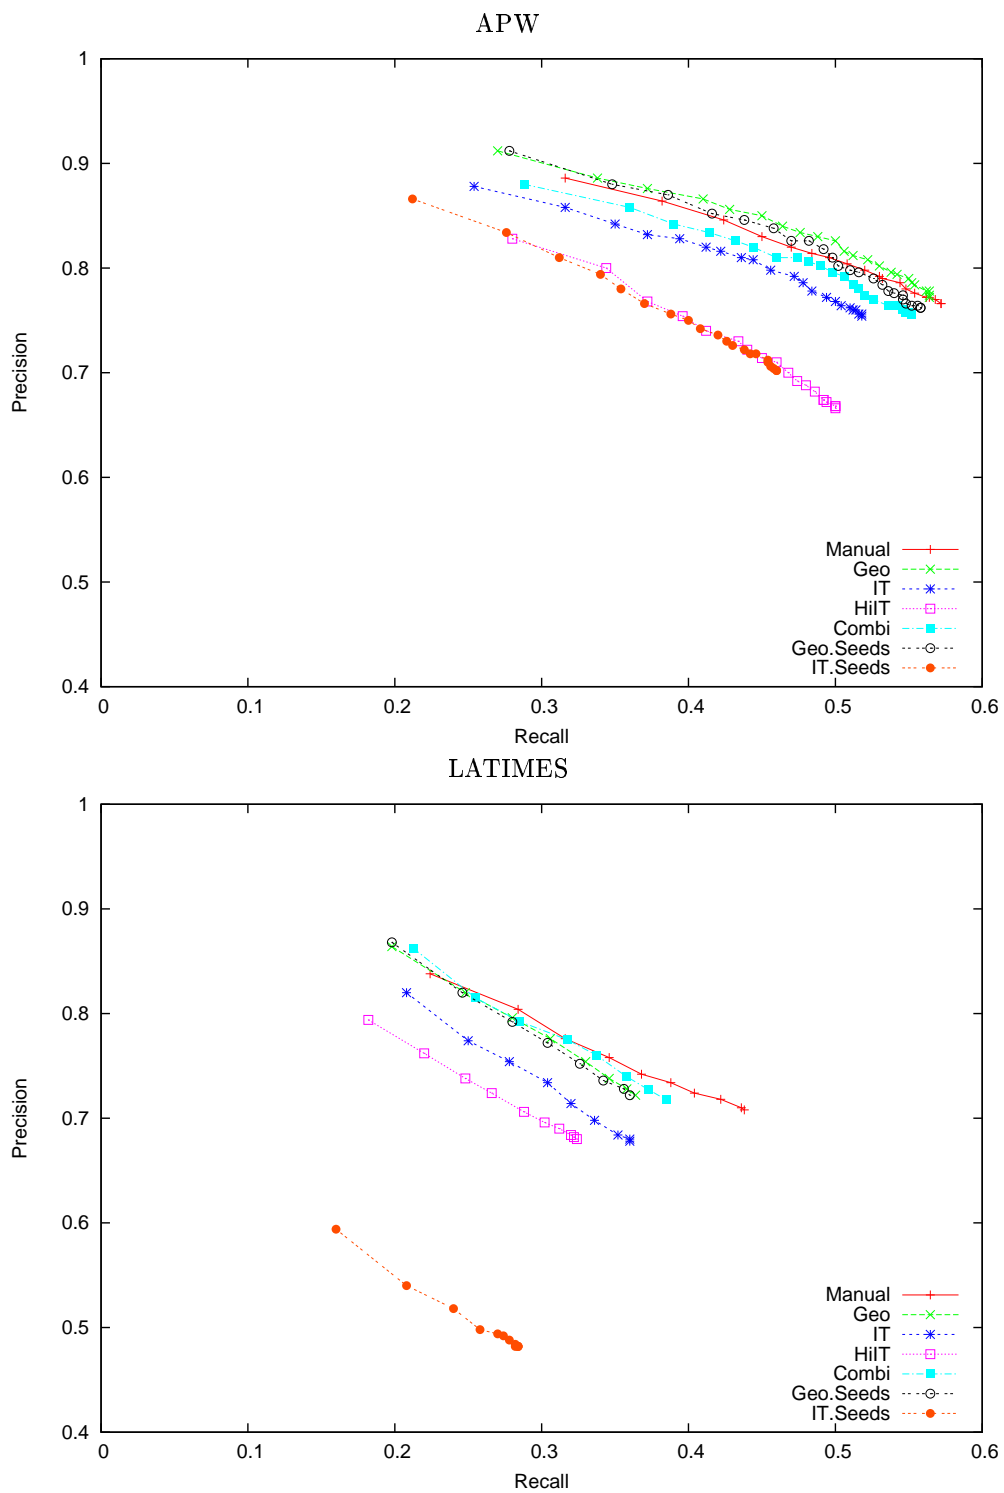 APW
1
0.9
0.8
0.7
0.6
0.5
0.4
Precision
Manual
Geo
IT
HiIT
Combi
Geo.Seeds
IT.Seeds
0 0.1 0.2 0.3 0.4 0.5 0.6
Recall
LATIMES
1
0.9
0.8
0.7
0.6
0.5
0.4
Precision
Manual
Geo
IT
HiIT
Combi
Geo.Seeds
IT.Seeds
0 0.1 0.2 0.3 0.4 0.5 0.6
Recall